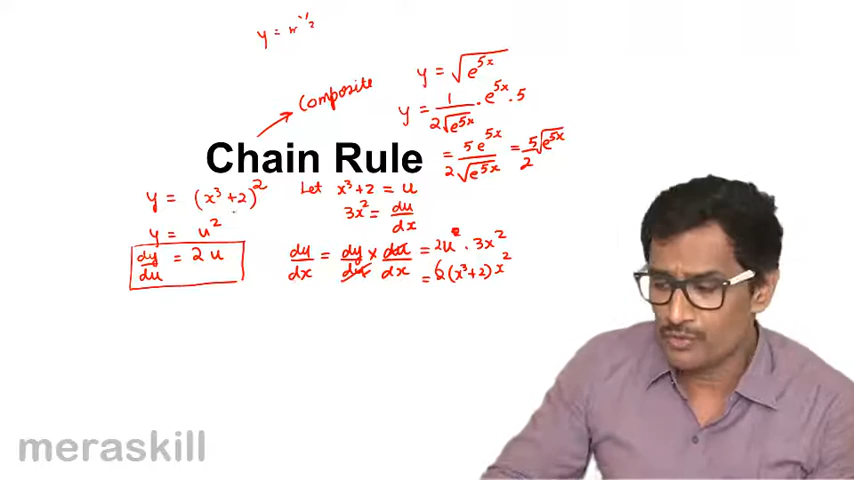 y = x^-1/2
Composite
y = √e^5x
y = 1/2√e^5x · e^5x · 5
= 5e^5x/2√e^5x = 5/2 √e^5x
Chain Rule
y = (x³+2)²
Let x³+2 = u
3x² = du/dx
y = u²
dy/du = 2u
dy/dx = dy/du × du/dx = 2u · 3x²
= 6(x³+2)x²
meraskill